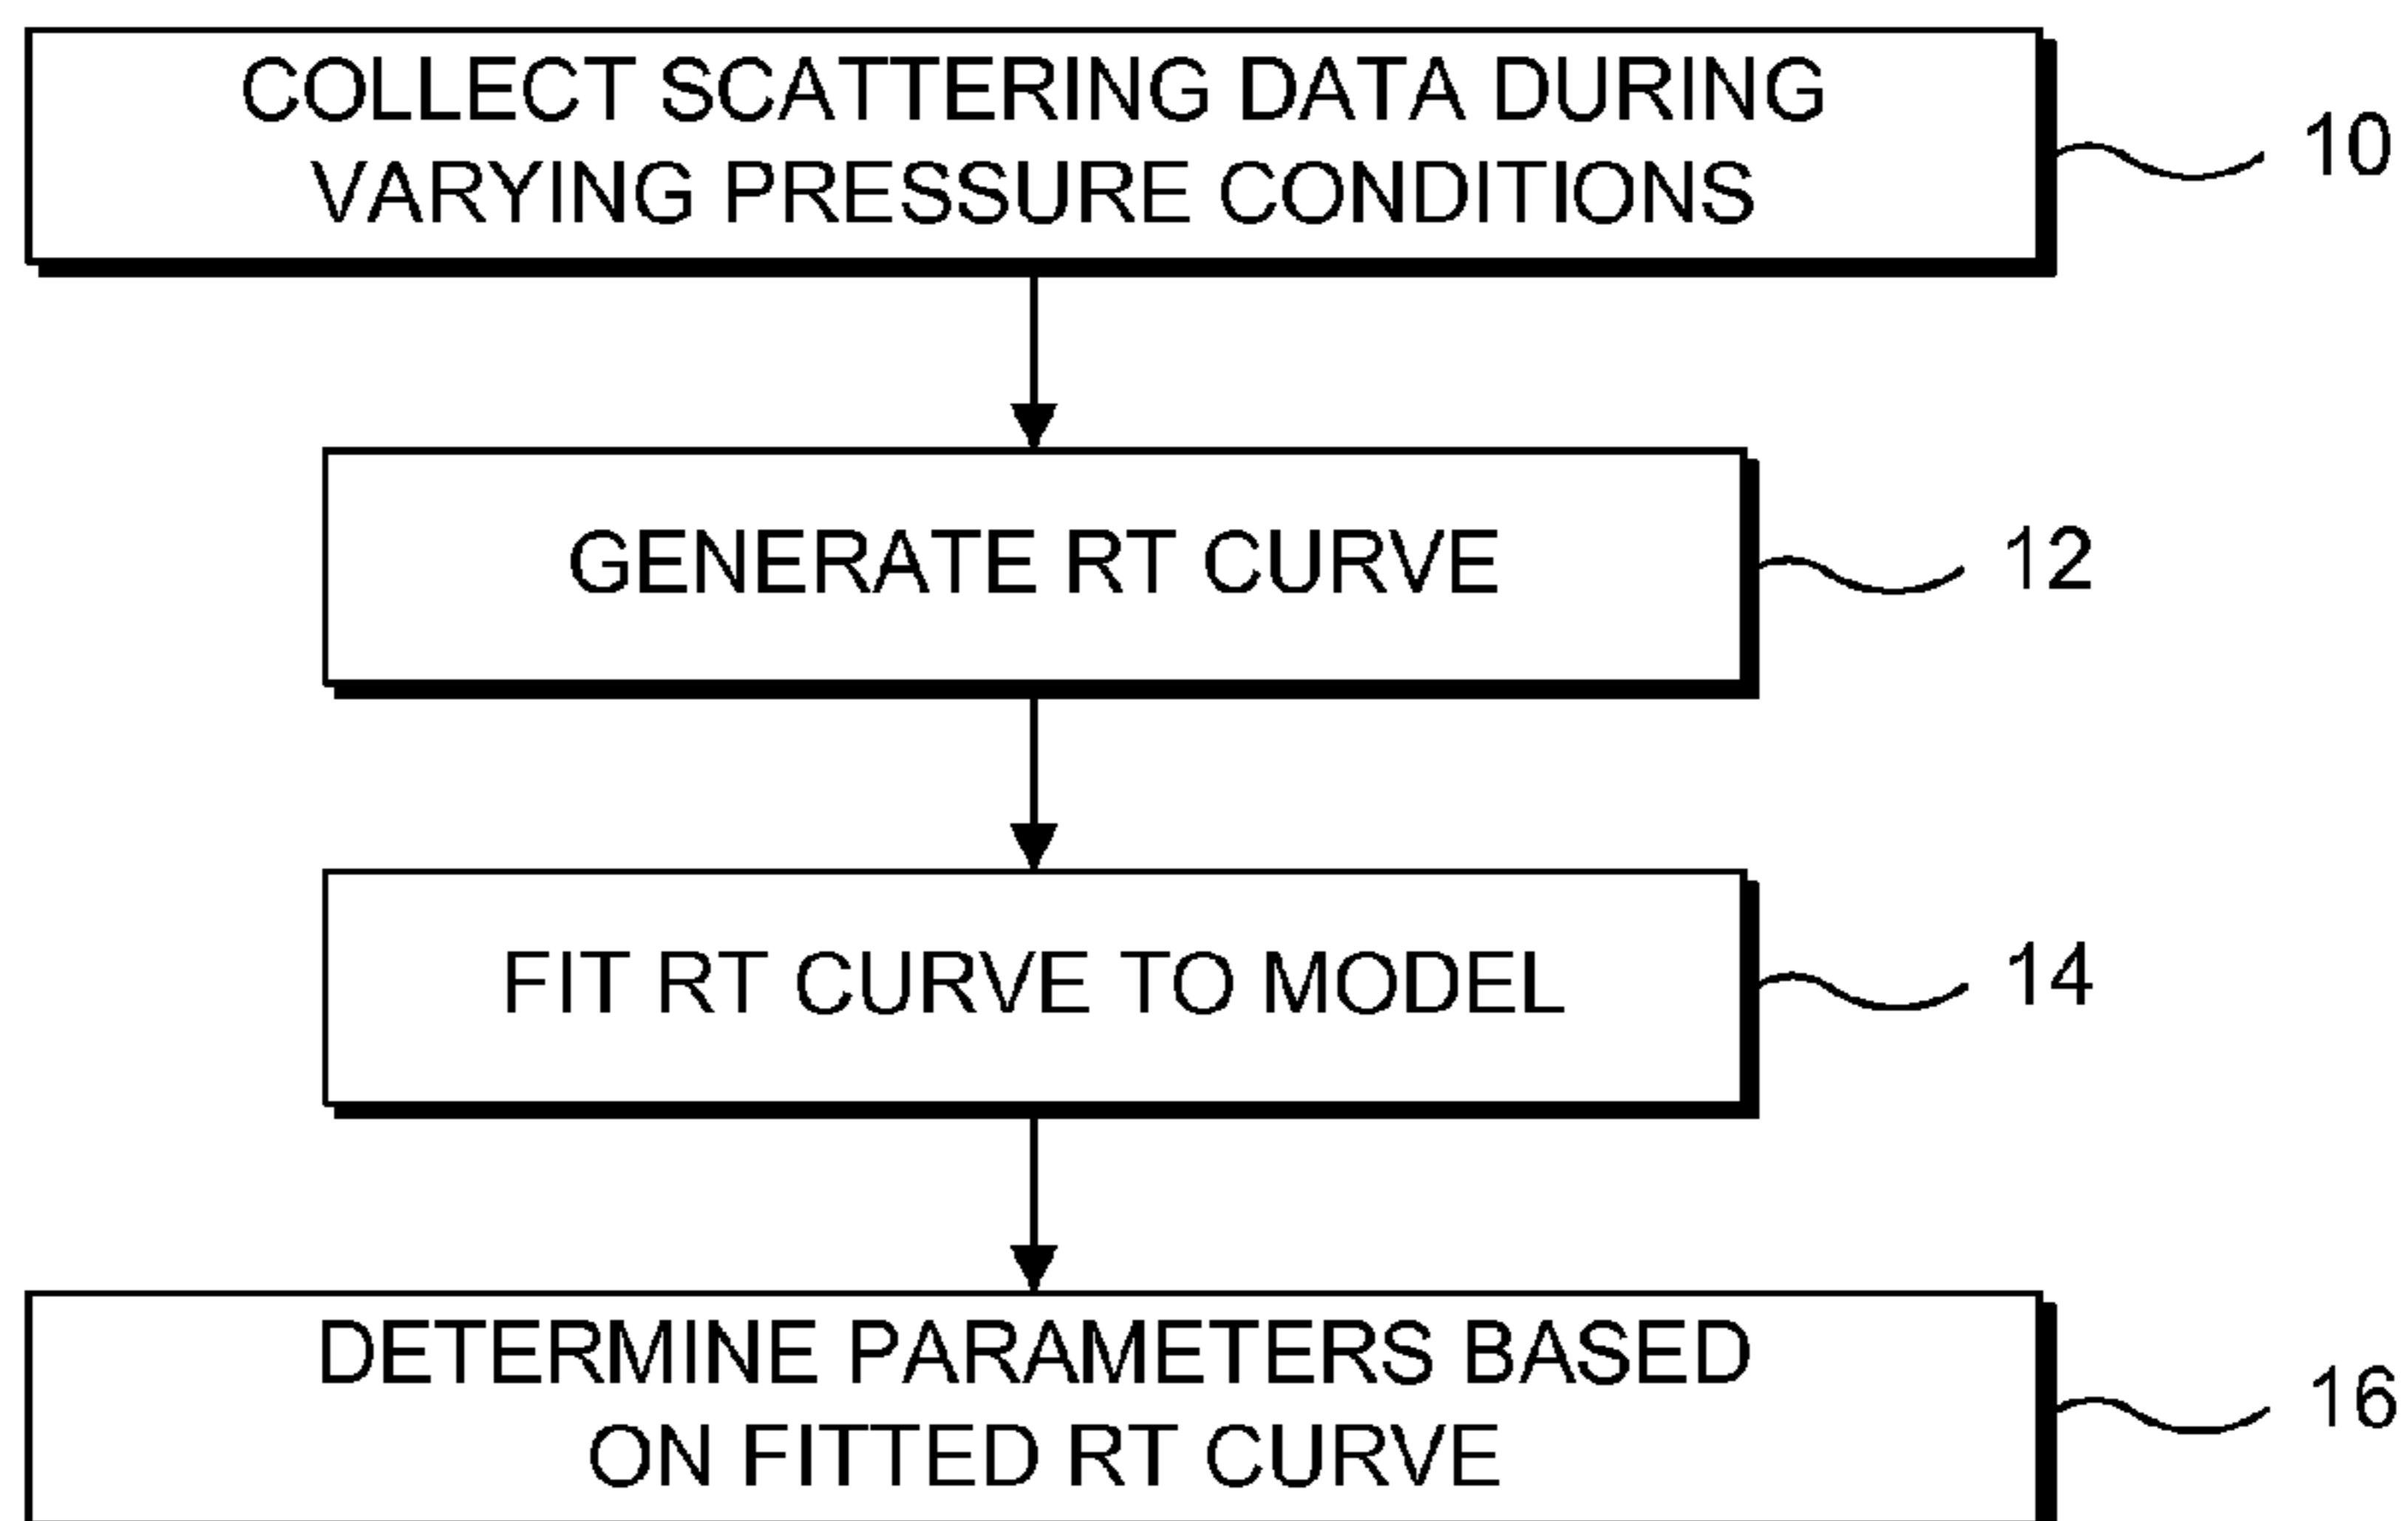 COLLECT SCATTERING DATA DURING
VARYING PRESSURE CONDITIONS
10
GENERATE RT CURVE
12
FIT RT CURVE TO MODEL
14
DETERMINE PARAMETERS BASED
ON FITTED RT CURVE
16